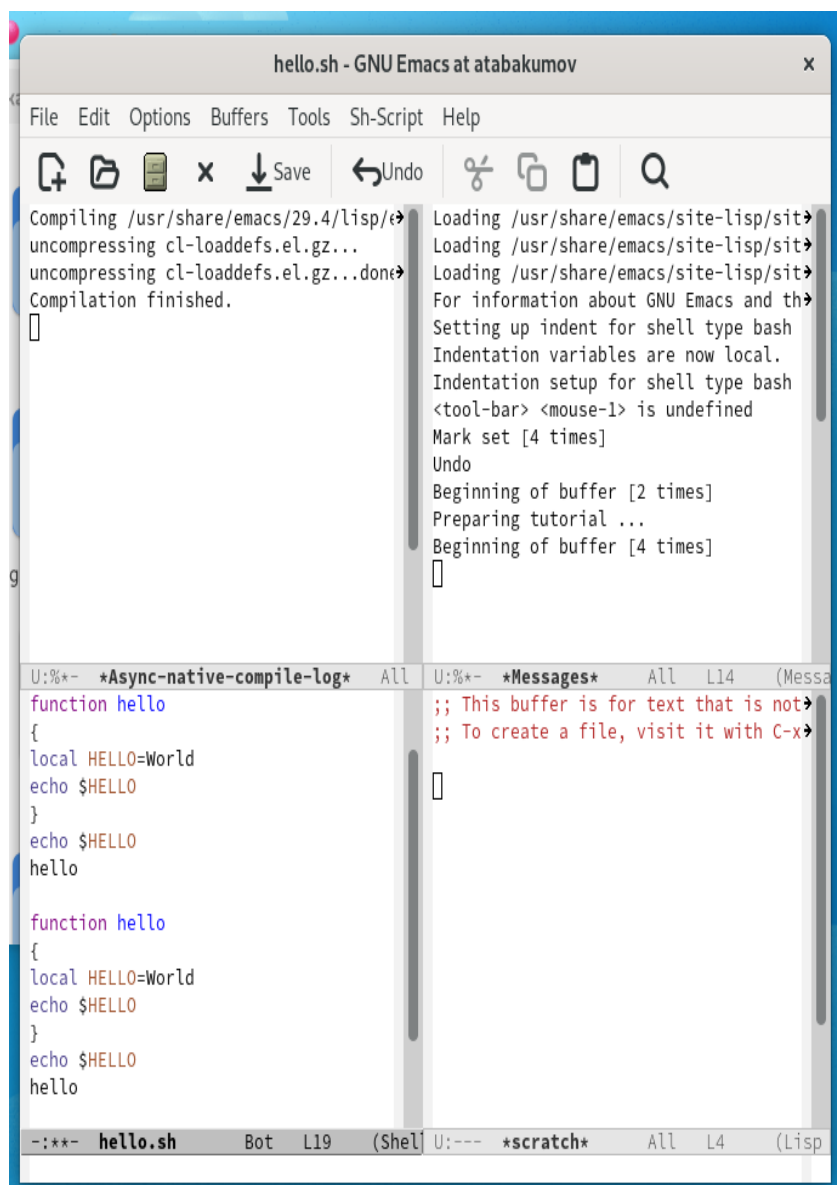 hello.sh - GNU Emacs at atabakumov
File Edit Options Buffers Tools Sh-Script Help
Save Undo
Compiling /usr/share/emacs/29.4/lisp/e
uncompressing cl-loaddefs.el.gz...
uncompressing cl-loaddefs.el.gz...done
Compilation finished.
U:%*- *Async-native-compile-log* All
Loading /usr/share/emacs/site-lisp/sit
Loading /usr/share/emacs/site-lisp/sit
Loading /usr/share/emacs/site-lisp/sit
For information about GNU Emacs and th
Setting up indent for shell type bash
Indentation variables are now local.
Indentation setup for shell type bash
<tool-bar> <mouse-1> is undefined
Mark set [4 times]
Undo
Beginning of buffer [2 times]
Preparing tutorial ...
Beginning of buffer [4 times]
U:%*- *Messages* All L14 (Messa
function hello
{
local HELLO=World
echo $HELLO
}
echo $HELLO
hello

function hello
{
local HELLO=World
echo $HELLO
}
echo $HELLO
hello
-:**- hello.sh Bot L19 (Shel
;; This buffer is for text that is not
;; To create a file, visit it with C-x
U:--- *scratch* All L4 (Lisp